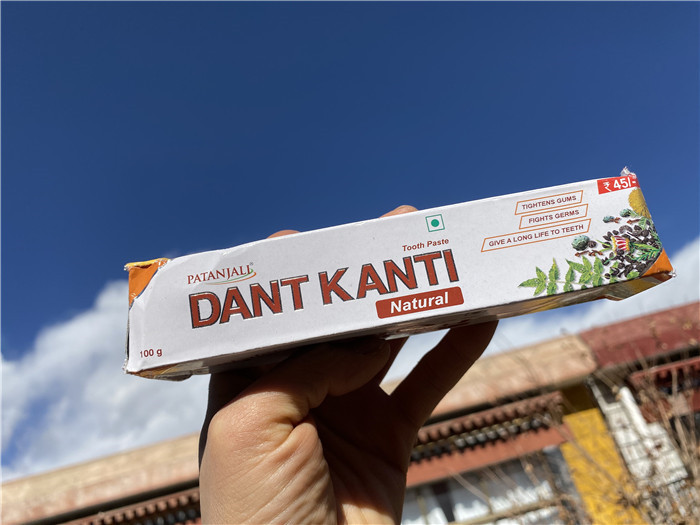 ₹ 45/-
TIGHTENS GUMS
FIGHTS GERMS
GIVE A LONG LIFE TO TEETH
PATANJALI
Tooth Paste
DANT KANTI
Natural
100 g